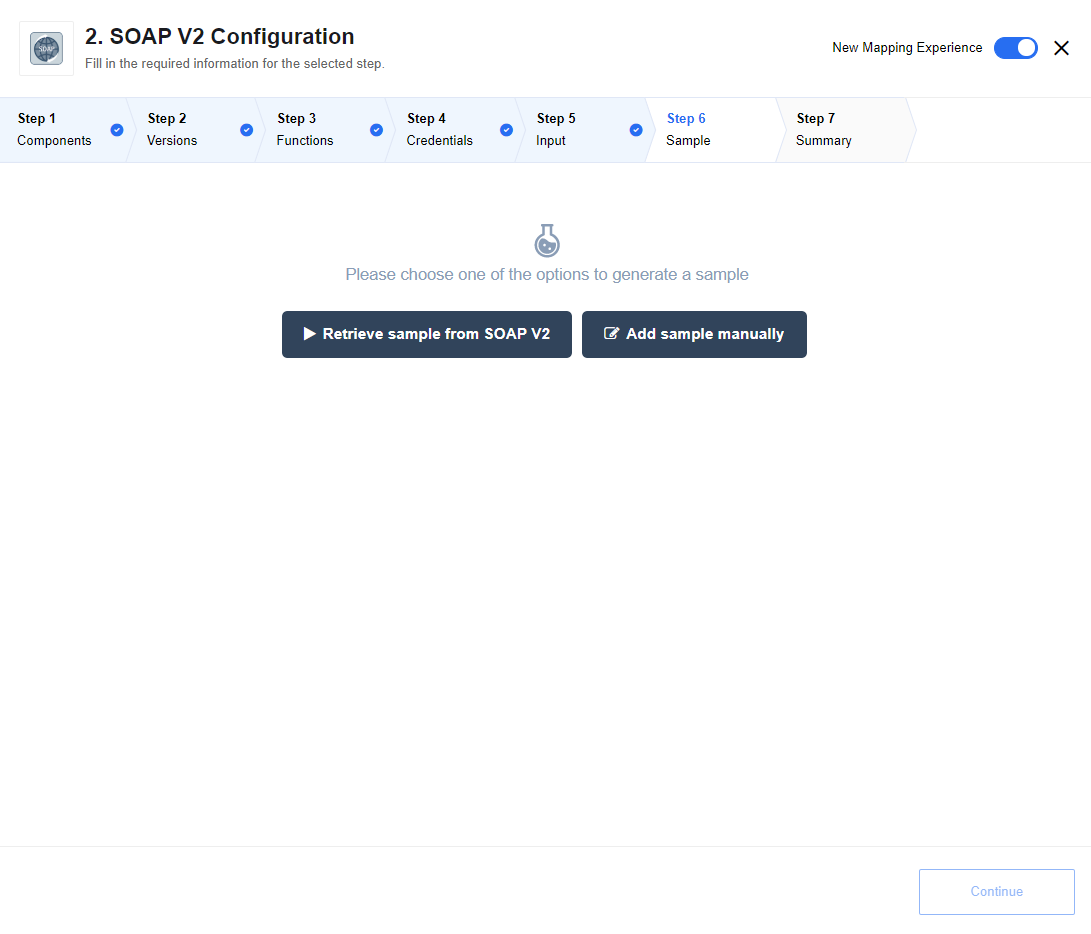 SOAP
2. SOAP V2 Configuration
Fill in the required information for the selected step.
New Mapping Experience
Step 1
Components
Step 2
Versions
Step 3
Functions
Step 4
Credentials
Step 5
Input
Step 6
Sample
Step 7
Summary
Please choose one of the options to generate a sample
Retrieve sample from SOAP V2
Add sample manually
Continue